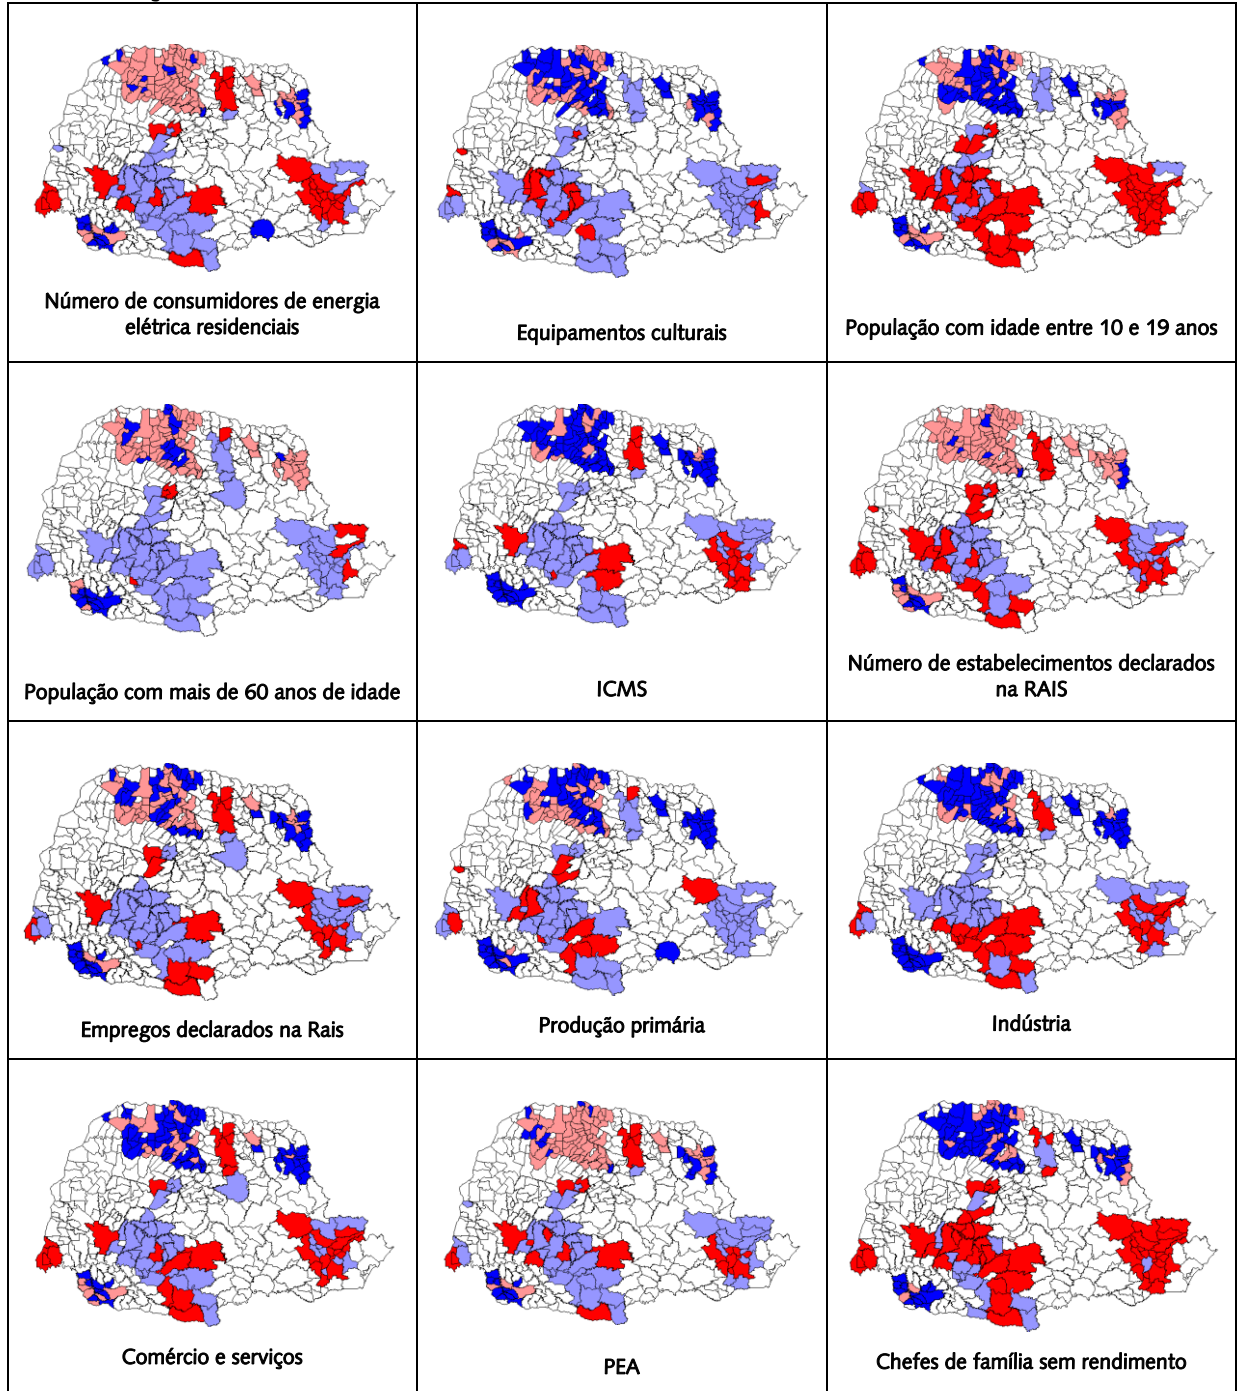 Número de consumidores de energia
elétrica residenciais
Equipamentos culturais
População com idade entre 10 e 19 anos
População com mais de 60 anos de idade
ICMS
Número de estabelecimentos declarados
na RAIS
Empregos declarados na Rais
Produção primária
Indústria
Comércio e serviços
PEA
Chefes de família sem rendimento